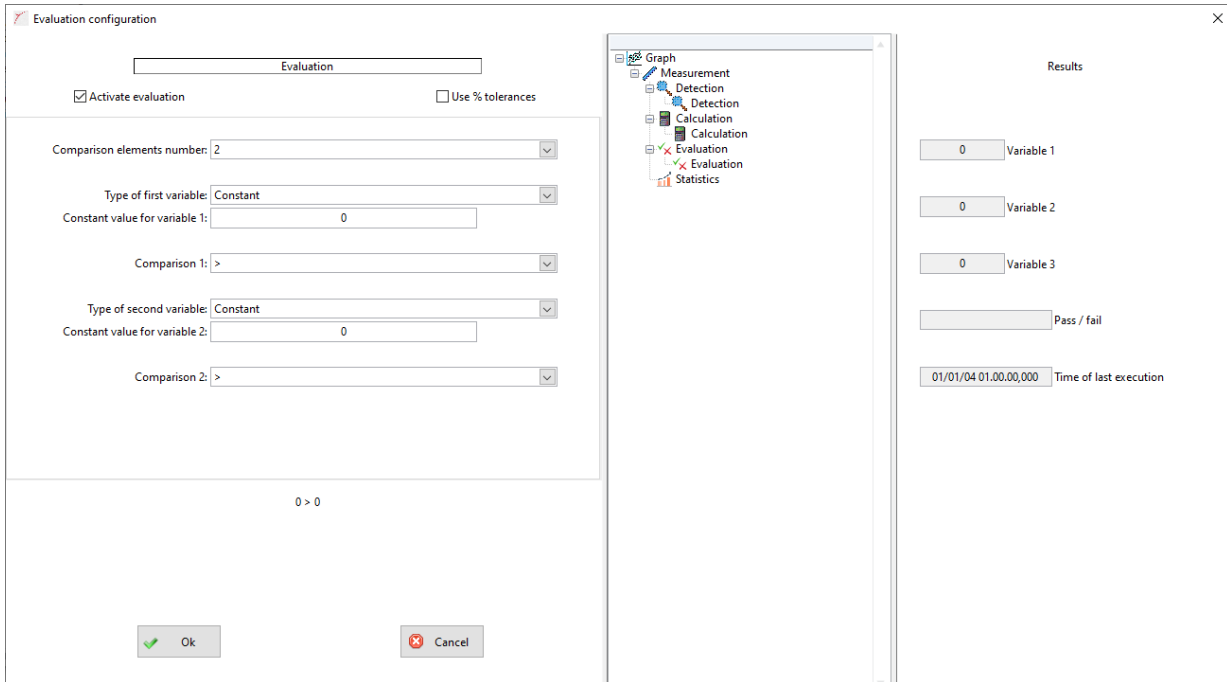 Evaluation configuration
Evaluation
Activate evaluation
Use % tolerances
Comparison elements number: 2
Type of first variable: Constant
Constant value for variable 1: 0
Comparison 1: >
Type of second variable: Constant
Constant value for variable 2: 0
Comparison 2: >
0 > 0
Ok
Cancel
Graph
Measurement
Detection
Detection
Calculation
Calculation
Evaluation
Evaluation
Statistics
Results
0 Variable 1
0 Variable 2
0 Variable 3
Pass / fail
01/01/04 01.00.00,000 Time of last execution